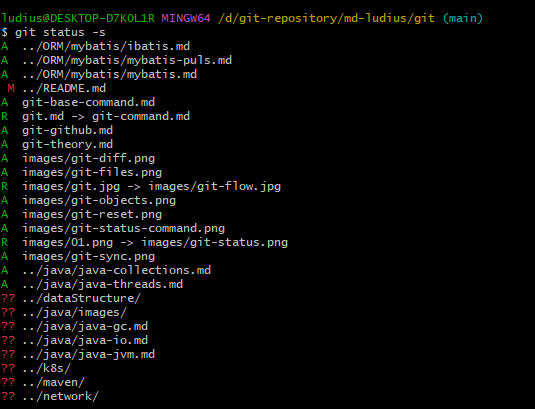 ludius@DESKTOP-D7KOL1R MINGW64 /d/git-repository/md-ludius/git (main)
$ git status -s
A  ../ORM/mybatis/ibatis.md
A  ../ORM/mybatis/mybatis-puls.md
A  ../ORM/mybatis/mybatis.md
 M ../README.md
A  git-base-command.md
R  git.md -> git-command.md
A  git-github.md
A  git-theory.md
A  images/git-diff.png
A  images/git-files.png
R  images/git.jpg -> images/git-flow.jpg
A  images/git-objects.png
A  images/git-reset.png
A  images/git-status-command.png
R  images/01.png -> images/git-status.png
A  images/git-sync.png
A  ../java/java-collections.md
A  ../java/java-threads.md
?? ../dataStructure/
?? ../java/images/
?? ../java/java-gc.md
?? ../java/java-io.md
?? ../java/java-jvm.md
?? ../k8s/
?? ../maven/
?? ../network/